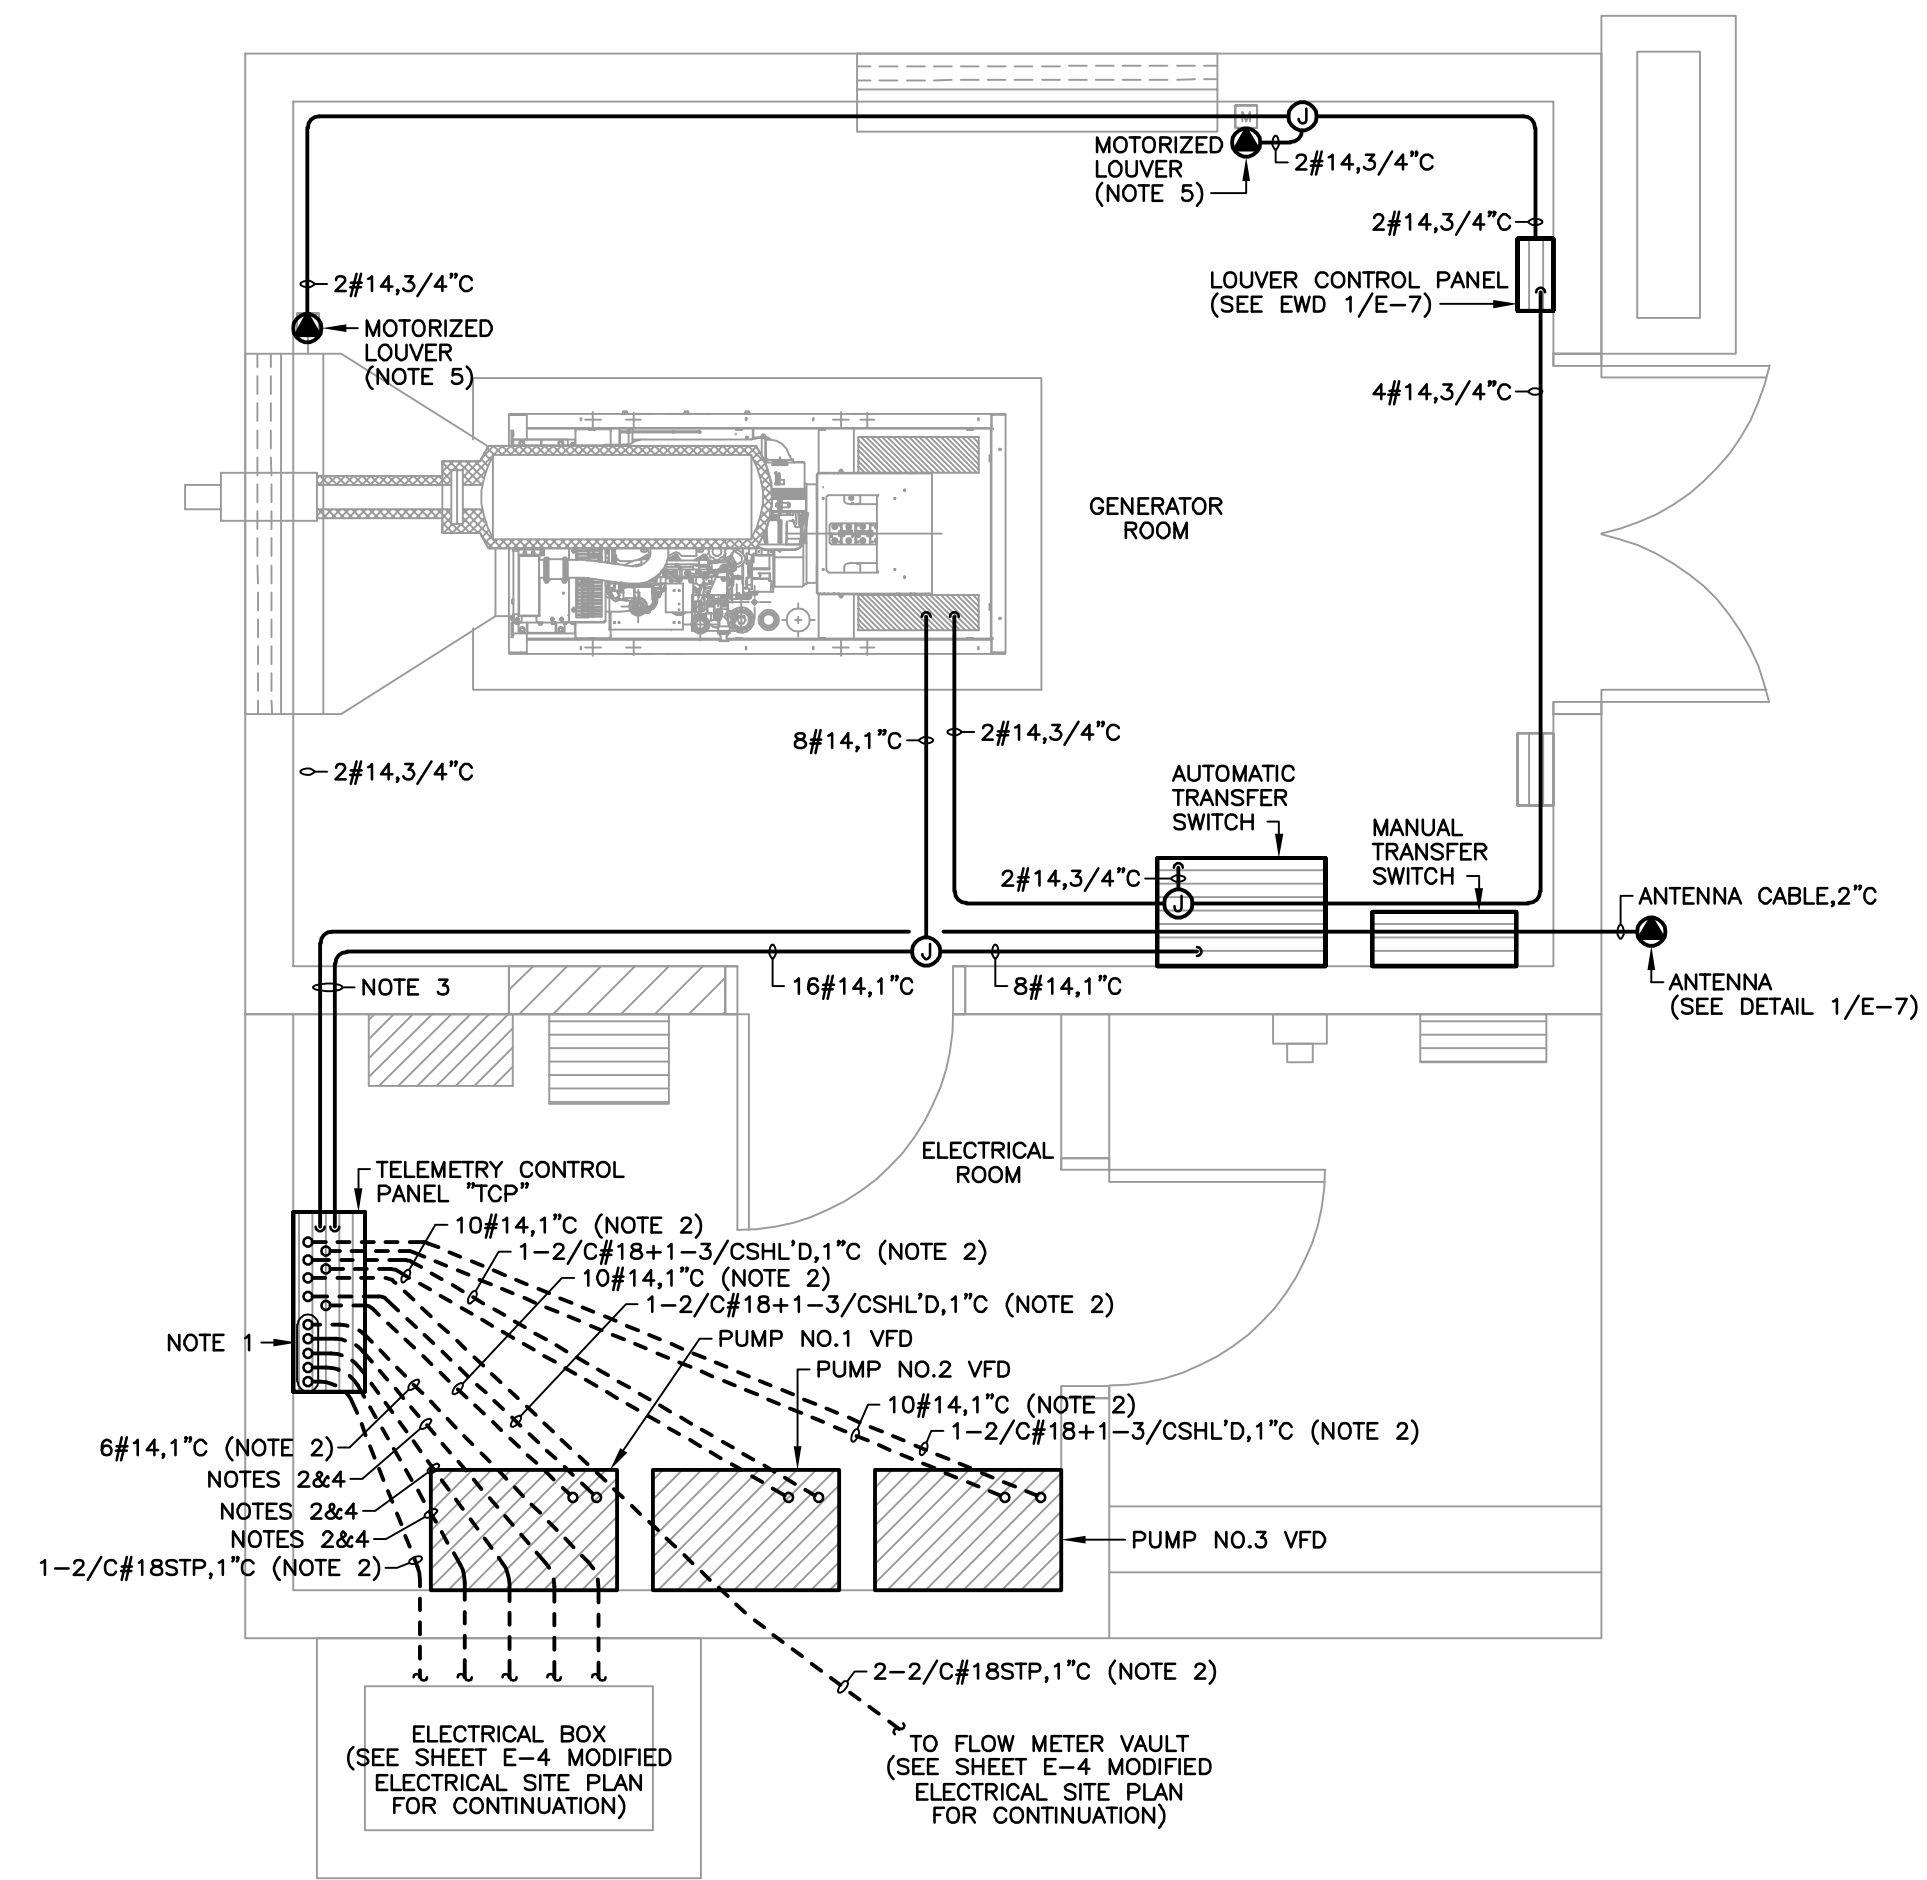 J
M
MOTORIZED
LOUVER
(NOTE 5)
2#14,3/4"C
2#14,3/4"C
LOUVER CONTROL PANEL
(SEE EWD 1/E-7)
2#14,3/4"C
MOTORIZED
LOUVER
(NOTE 5)
4#14,3/4"C
GENERATOR
ROOM
8#14,1"C
2#14,3/4"C
2#14,3/4"C
AUTOMATIC
TRANSFER
SWITCH
MANUAL
TRANSFER
SWITCH
2#14,3/4"C
J
ANTENNA CABLE,2"C
J
NOTE 3
16#14,1"C
8#14,1"C
ANTENNA
(SEE DETAIL 1/E-7)
ELECTRICAL
ROOM
TELEMETRY CONTROL
PANEL "TCP"
10#14,1"C (NOTE 2)
1-2/C#18+1-3/CSHL'D,1"C (NOTE 2)
10#14,1"C (NOTE 2)
1-2/C#18+1-3/CSHL'D,1"C (NOTE 2)
NOTE 1
PUMP NO.1 VFD
PUMP NO.2 VFD
10#14,1"C (NOTE 2)
1-2/C#18+1-3/CSHL'D,1"C (NOTE 2)
6#14,1"C (NOTE 2)
NOTES 2&4
NOTES 2&4
NOTES 2&4
1-2/C#18STP,1"C (NOTE 2)
PUMP NO.3 VFD
2-2/C#18STP,1"C (NOTE 2)
ELECTRICAL BOX
(SEE SHEET E-4 MODIFIED
ELECTRICAL SITE PLAN
FOR CONTINUATION)
TO FLOW METER VAULT
(SEE SHEET E-4 MODIFIED
ELECTRICAL SITE PLAN
FOR CONTINUATION)